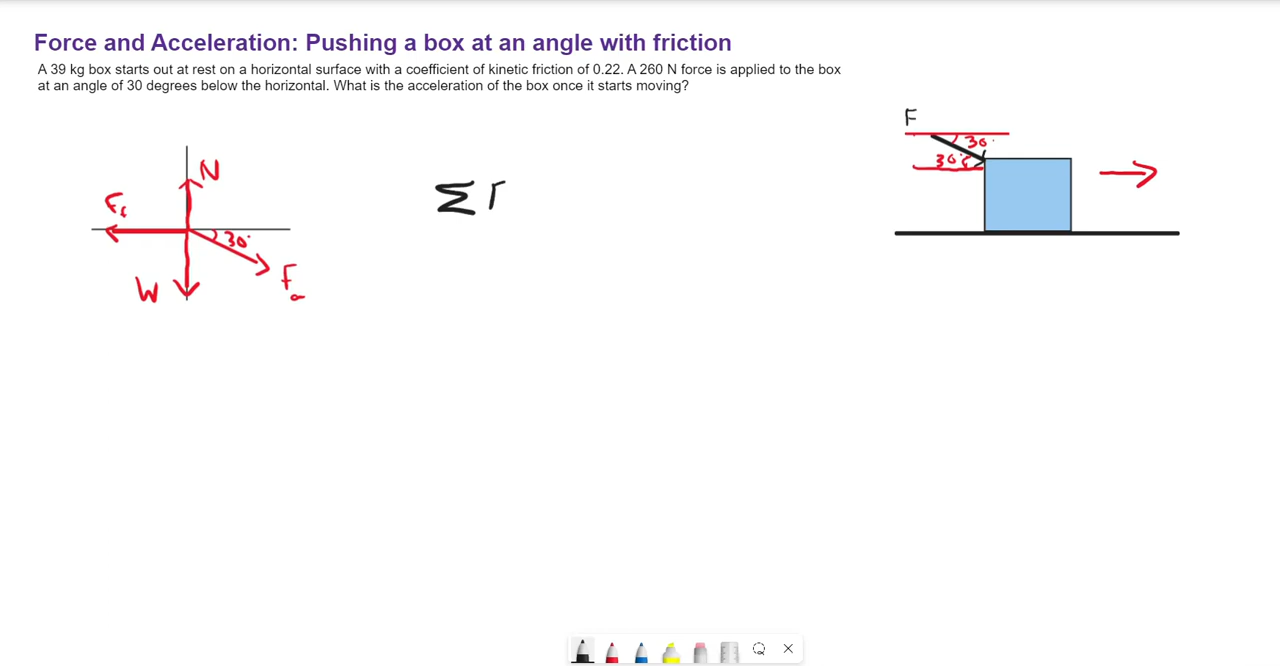 Force and Acceleration: Pushing a box at an angle with friction
A 39 kg box starts out at rest on a horizontal surface with a coefficient of kinetic friction of 0.22. A 260 N force is applied to the box
at an angle of 30 degrees below the horizontal. What is the acceleration of the box once it starts moving?
F
30°
30°
N
Ff
30°
W
Fa
Σ